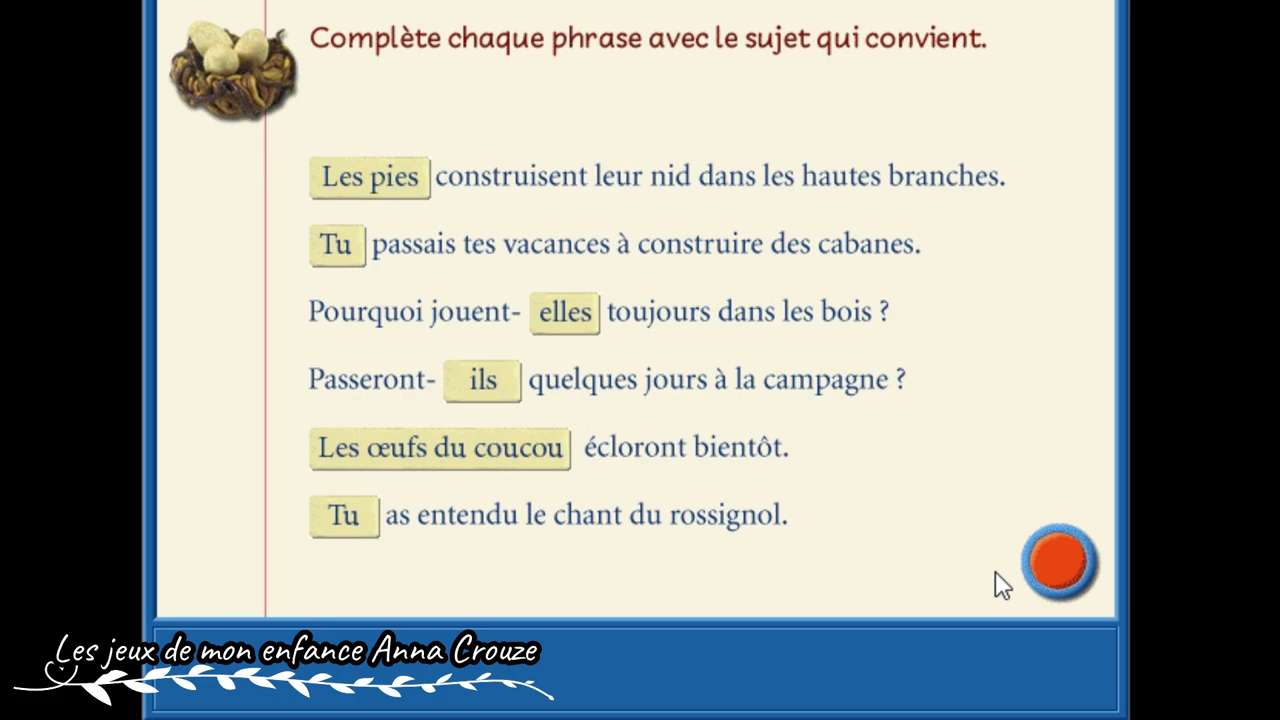 Complète chaque phrase avec le sujet qui convient.
Les pies construisent leur nid dans les hautes branches.
Tu passais tes vacances à construire des cabanes.
Pourquoi jouent- elles toujours dans les bois ?
Passeront- ils quelques jours à la campagne ?
Les œufs du coucou écloront bientôt.
Tu as entendu le chant du rossignol.
Les jeux de mon enfance Anna Crouze